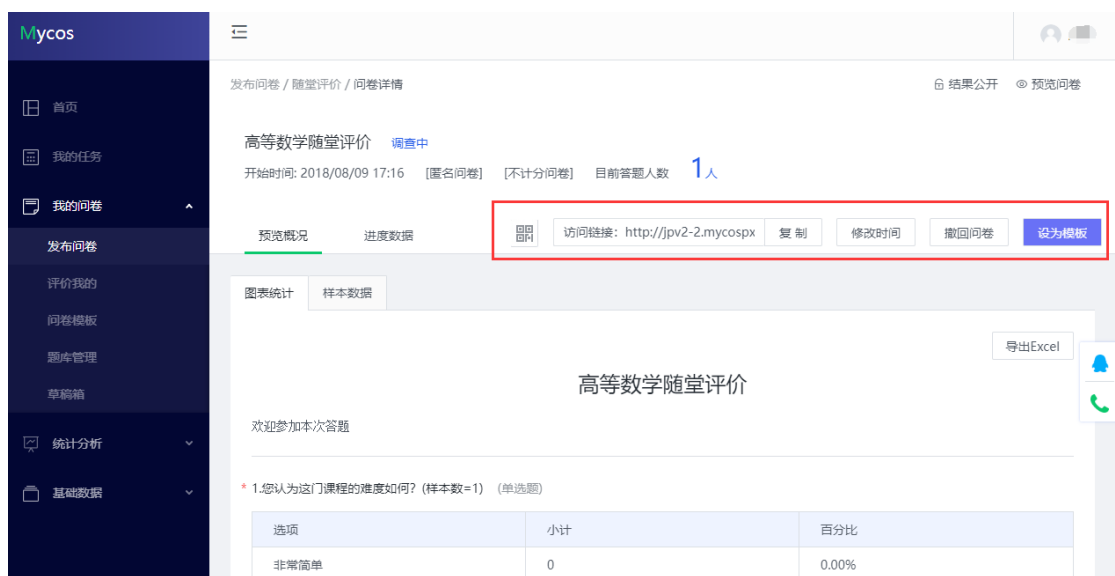 Mycos
首页
我的任务
我的问卷
发布问卷
评价我的
问卷模板
题库管理
草稿箱
统计分析
基础数据
发布问卷 / 随堂评价 / 问卷详情
结果公开 预览问卷
高等数学随堂评价 调查中
开始时间: 2018/08/09 17:16 [匿名问卷] [不计分问卷] 目前答题人数 1人
预览概况 进度数据 访问链接：http://jpv2-2.mycospx 复制 修改时间 撤回问卷 设为模板
图表统计 样本数据
导出Excel
高等数学随堂评价
欢迎参加本次答题
* 1.您认为这门课程的难度如何? (样本数=1) (单选题)
选项 小计 百分比
非常简单 0 0.00%